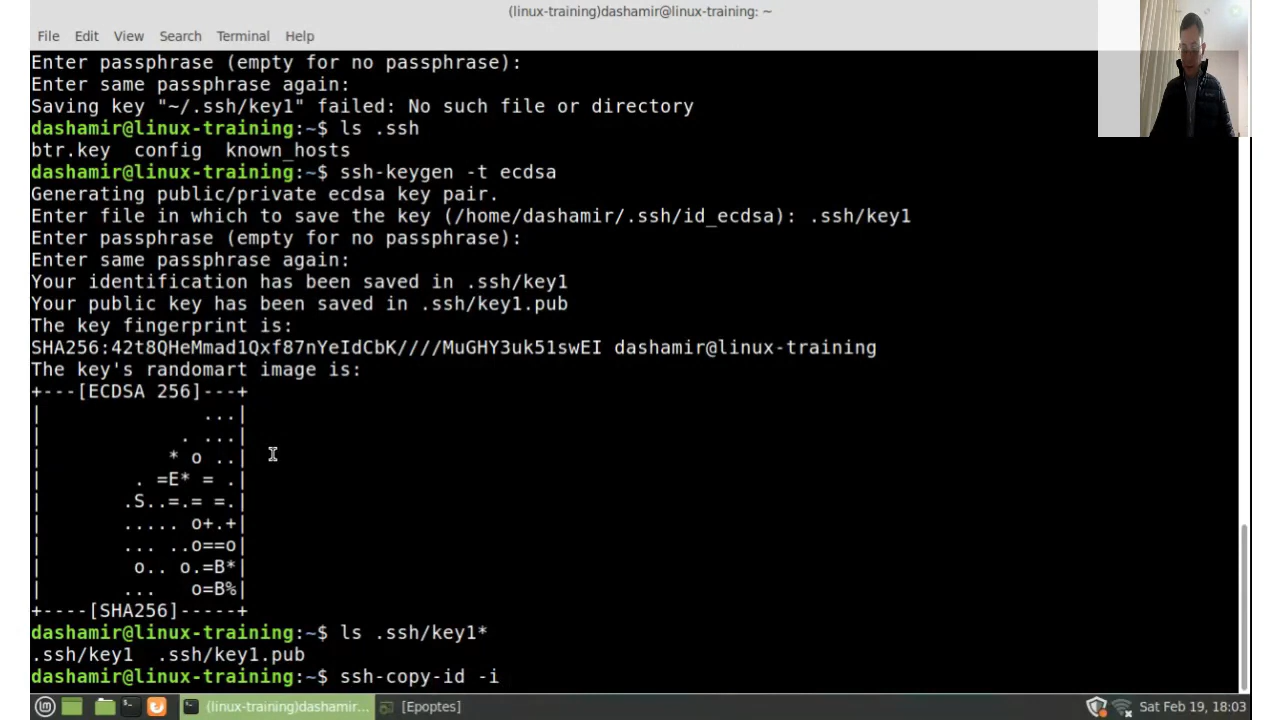 (linux-training)dashamir@linux-training: ~
File Edit View Search Terminal Help
Enter passphrase (empty for no passphrase):
Enter same passphrase again:
Saving key "~/.ssh/key1" failed: No such file or directory
dashamir@linux-training:~$ ls .ssh
btr.key  config  known_hosts
dashamir@linux-training:~$ ssh-keygen -t ecdsa
Generating public/private ecdsa key pair.
Enter file in which to save the key (/home/dashamir/.ssh/id_ecdsa): .ssh/key1
Enter passphrase (empty for no passphrase):
Enter same passphrase again:
Your identification has been saved in .ssh/key1
Your public key has been saved in .ssh/key1.pub
The key fingerprint is:
SHA256:42t8QHeMmad1Qxf87nYeIdCbK////MuGHY3uk51swEI dashamir@linux-training
The key's randomart image is:
+---[ECDSA 256]---+
|              ...|
|            . ...|
|           * o ..|
|        . =E* = .|
|       .S..=.= =.|
|       ..... o+.+|
|       ... ..o==o|
|        o.. o.=B*|
|       ...   o=B%|
+----[SHA256]-----+
dashamir@linux-training:~$ ls .ssh/key1*
.ssh/key1  .ssh/key1.pub
dashamir@linux-training:~$ ssh-copy-id -i
(linux-training)dashamir... [Epoptes] Sat Feb 19, 18:03